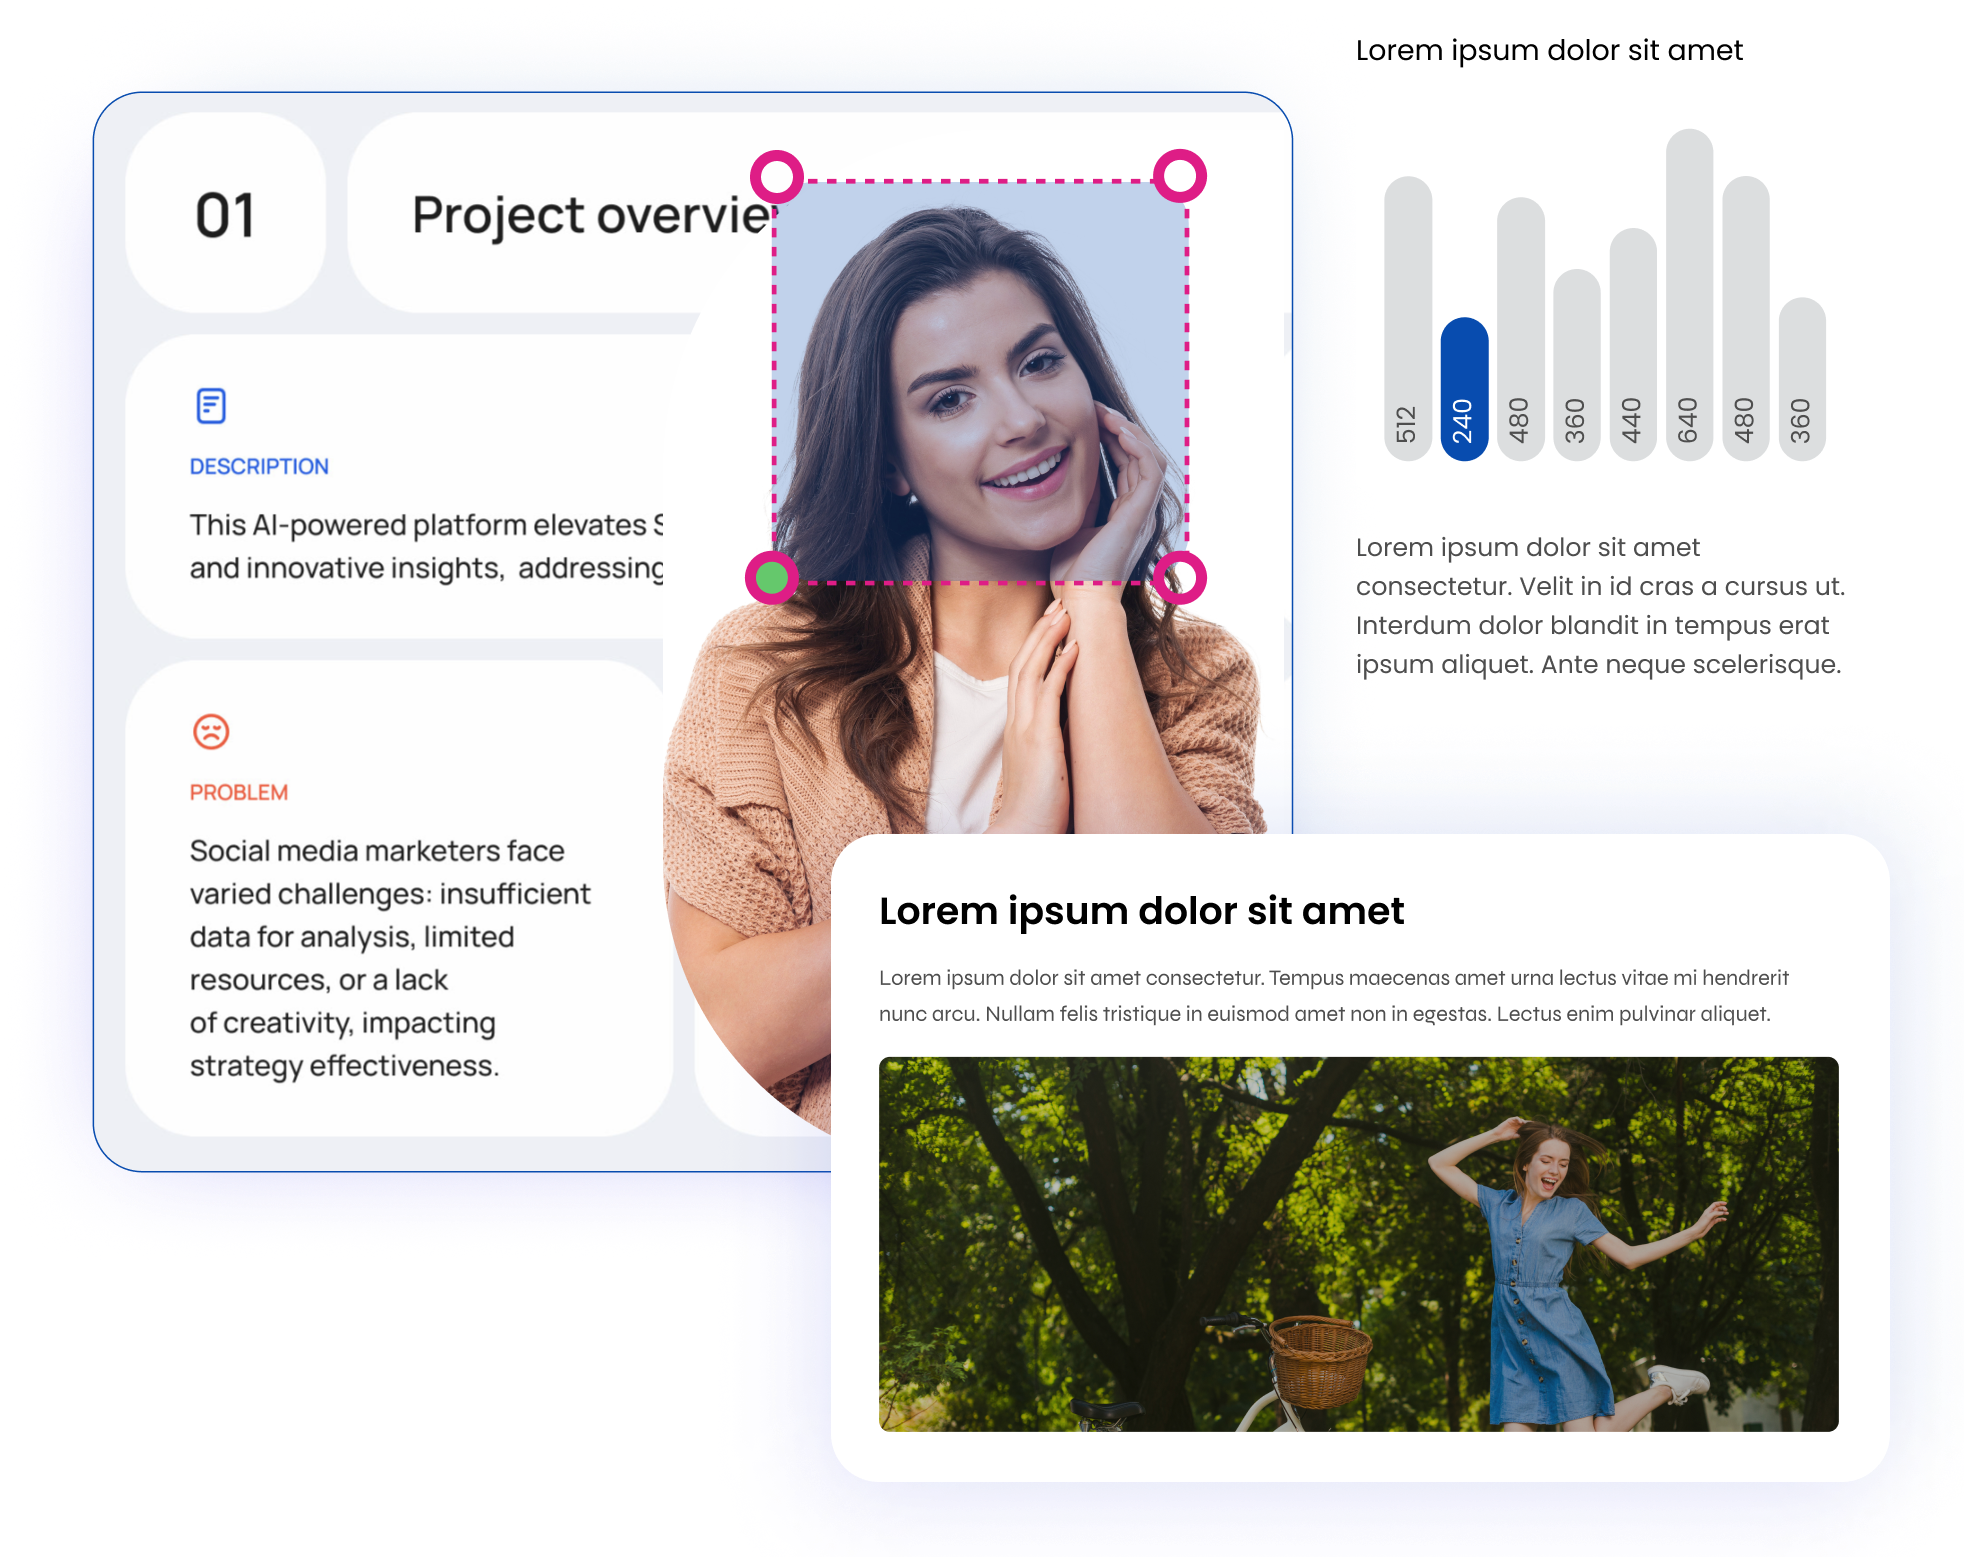 01
Project overvie
DESCRIPTION
This AI-powered platform elevates
and innovative insights, addressing
PROBLEM
Social media marketers face
varied challenges: insufficient
data for analysis, limited
resources, or a lack
of creativity, impacting
strategy effectiveness.
Lorem ipsum dolor sit amet
512
240
480
360
440
640
480
360
Lorem ipsum dolor sit amet
consectetur. Velit in id cras a cursus ut.
Interdum dolor blandit in tempus erat
ipsum aliquet. Ante neque scelerisque.
Lorem ipsum dolor sit amet
Lorem ipsum dolor sit amet consectetur. Tempus maecenas amet urna lectus vitae mi hendrerit
nunc arcu. Nullam felis tristique in euismod amet non in egestas. Lectus enim pulvinar aliquet.